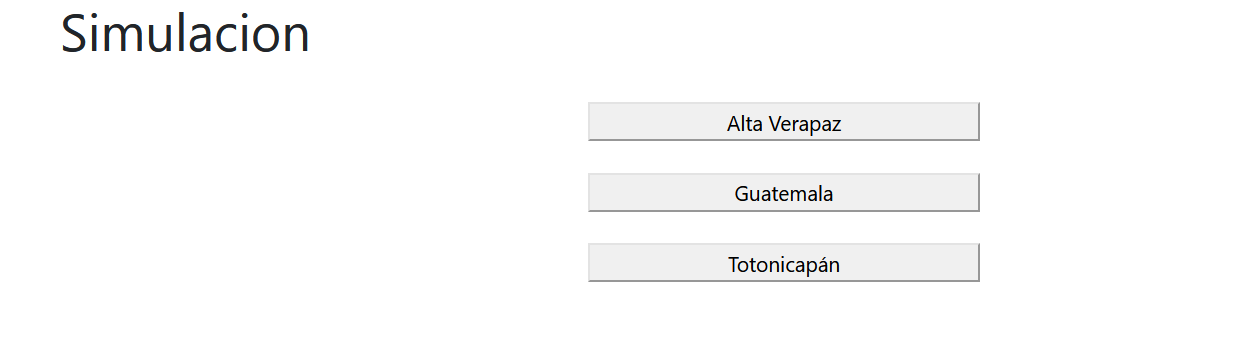 Simulacion
Alta Verapaz
Guatemala
Totonicapán